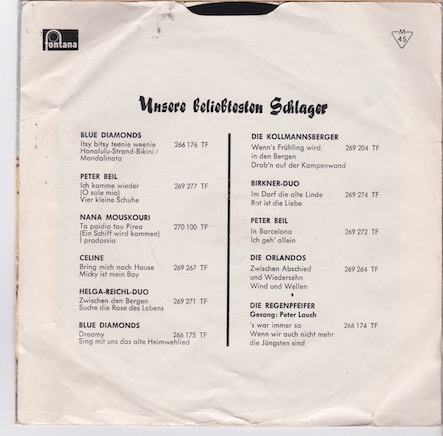 fontana
M
45
Unsere beliebtesten Schlager
BLUE DIAMONDS
Itsy bitsy teenie weenie 266 176 TF
Honolulu-Strand-Bikini /
Mandolinata
PETER BEIL
Ich komme wieder 269 277 TF
(O sole mio)
Vier kleine Schuhe
NANA MOUSKOURI
Ta paidia tou Pirea 270 100 TF
(Ein Schiff wird kommen)
I prodossia
CELINE
Bring mich nach Hause 269 267 TF
Micky ist mein Boy
HELGA-REICHL-DUO
Zwischen den Bergen 269 271 TF
Suche die Rose des Lebens
BLUE DIAMONDS
Dreamy 266 175 TF
Sing mit uns das alte Heimwehlied
DIE KOLLMANNSBERGER
Wenn's Frühling wird 269 204 TF
in den Bergen
Drob'n auf der Kampenwand
BIRKNER-DUO
Im Dorf die alte Linde 269 274 TF
Rot ist die Liebe
PETER BEIL
In Barcelona 269 272 TF
Ich geh' allein
DIE ORLANDOS
Zwischen Abschied 269 264 TF
und Wiedersehn
Wind und Wellen
DIE REGENPFEIFER
Gesang: Peter Lauch
's war immer so 266 174 TF
Wenn wir auch nicht mehr
die Jüngsten sind